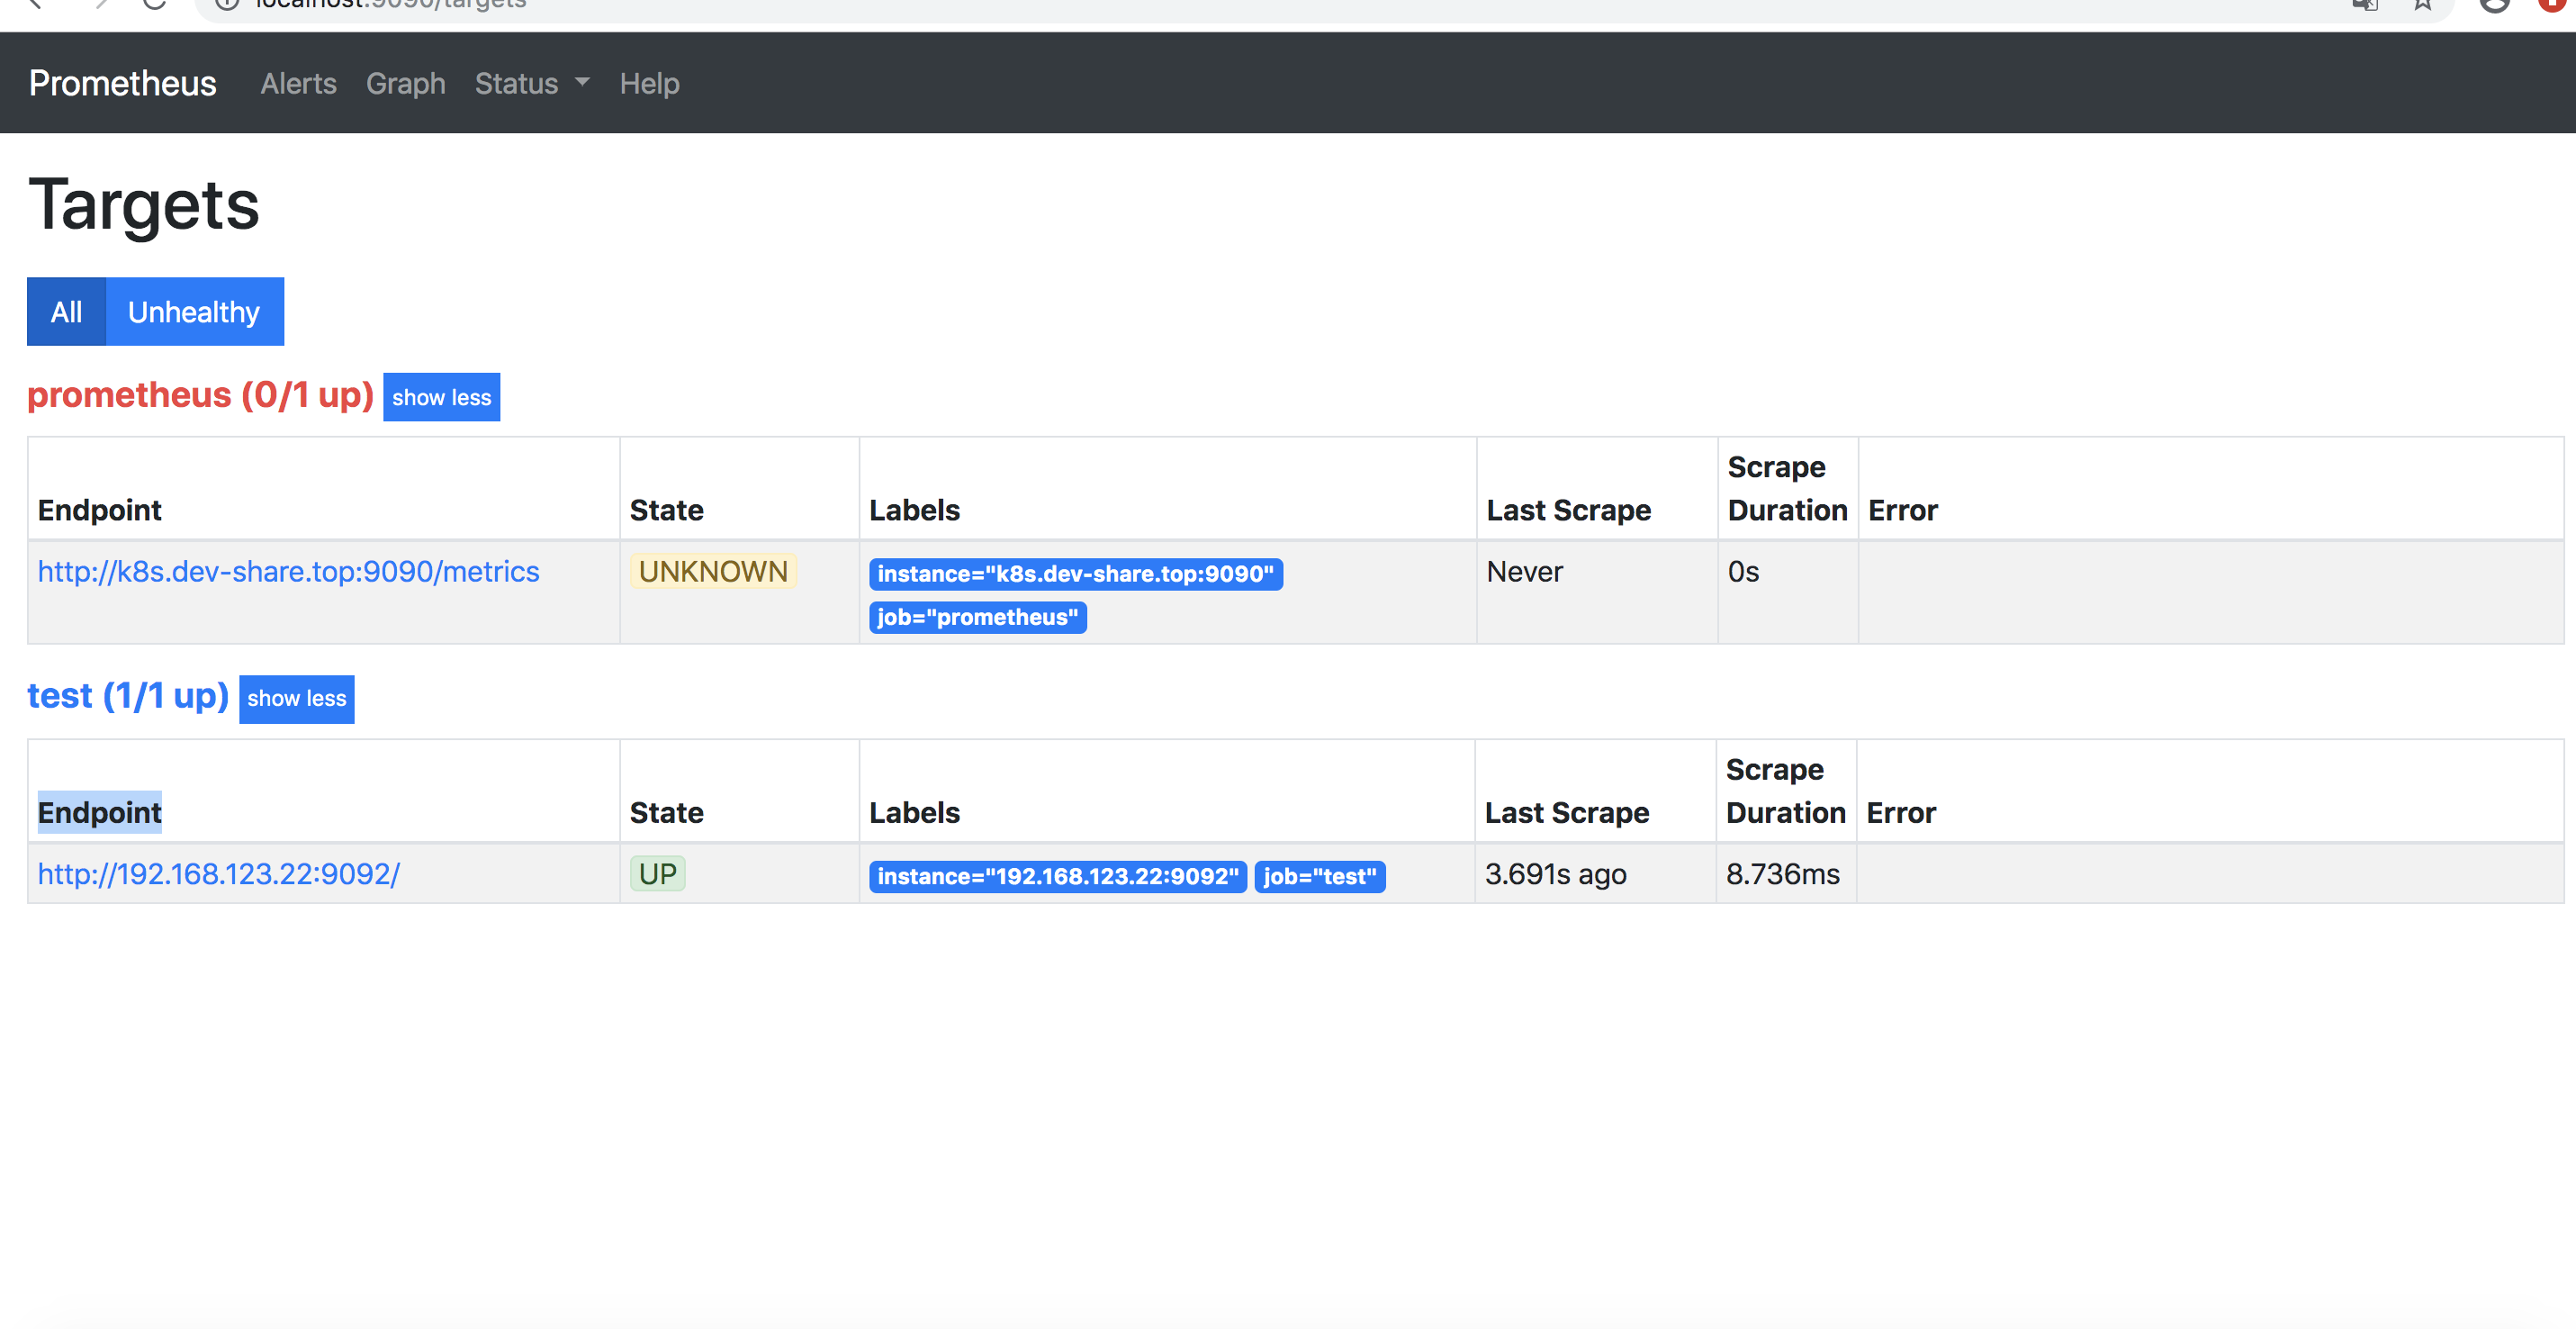 localhost:9090/targets
Prometheus Alerts Graph Status Help
Targets
All Unhealthy
prometheus (0/1 up) show less
Endpoint State Labels Last Scrape Scrape Duration Error
http://k8s.dev-share.top:9090/metrics UNKNOWN instance="k8s.dev-share.top:9090" Never 0s
job="prometheus"
test (1/1 up) show less
Endpoint State Labels Last Scrape Scrape Duration Error
http://192.168.123.22:9092/ UP instance="192.168.123.22:9092" job="test" 3.691s ago 8.736ms